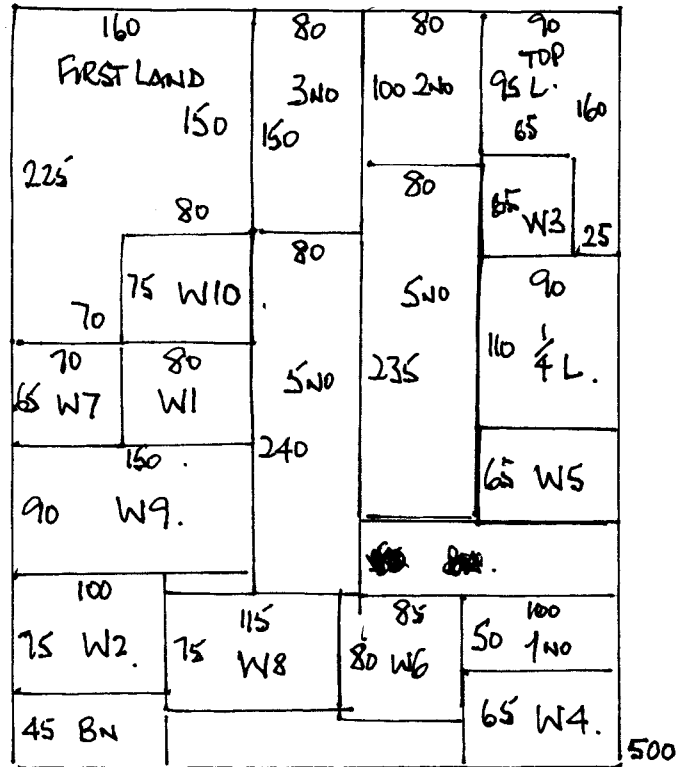 160
FIRST LAND
150
225
80
3NO
150
80
100 2NO
90
TOP
95 L.
65
160
80
75 W10
70
80
5NO
240
80
5NO
235
W3
25
90
110 1/4 L.
70
65 W7
80
W1
65 W5
150
90 W9.
100
75 W2.
115
75 W8
85
80 W6
100
50 1NO
45 BN
65 W4.
500